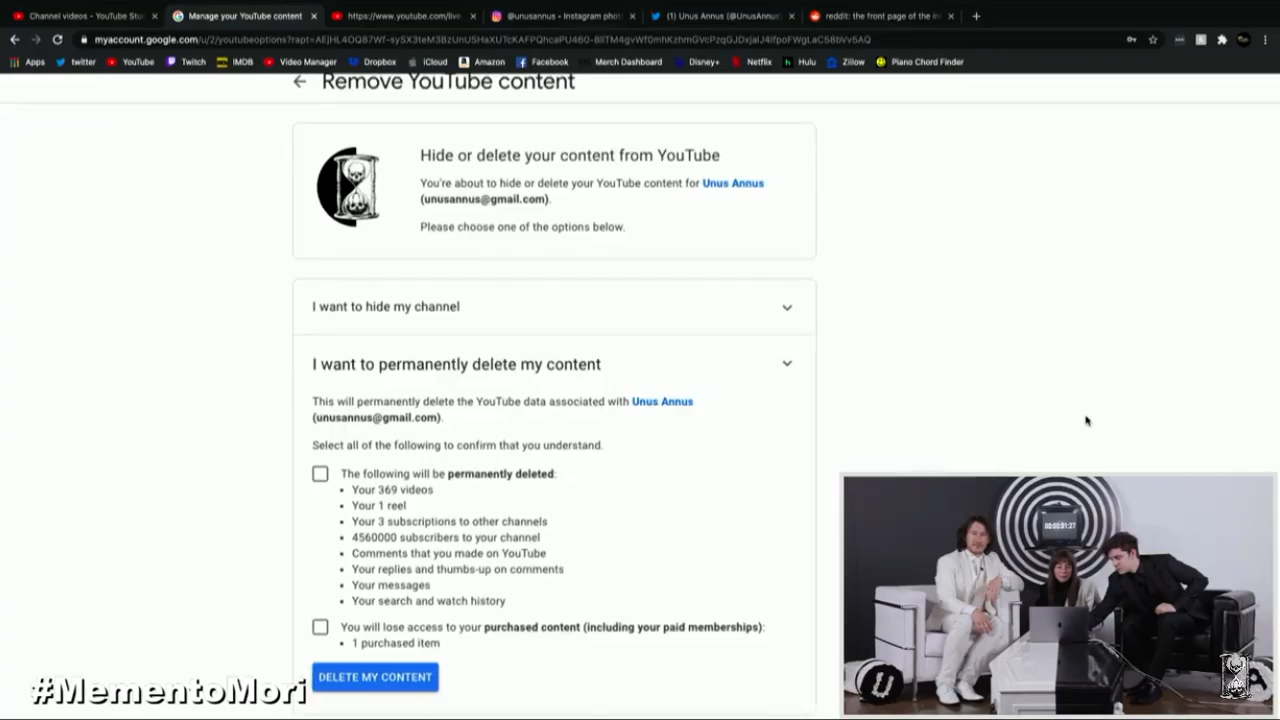 Channel videos - YouTube Stu
Manage your YouTube content
https://www.youtube.com/live
@unusannus • Instagram phot
(1) Unus Annus (@UnusAnnus
reddit: the front page of the in
Apps
twitter
YouTube
Twitch
IMDB
Video Manager
Dropbox
iCloud
Amazon
Facebook
Merch Dashboard
Disney+
Netflix
Hulu
Zillow
Piano Chord Finder
Remove YouTube content
Hide or delete your content from YouTube
You're about to hide or delete your YouTube content for Unus Annus
(unusannus@gmail.com).
Please choose one of the options below.
I want to hide my channel
I want to permanently delete my content
This will permanently delete the YouTube data associated with Unus Annus
(unusannus@gmail.com).
Select all of the following to confirm that you understand.
The following will be permanently deleted:
• Your 369 videos
• Your 1 reel
• Your 3 subscriptions to other channels
• 4560000 subscribers to your channel
• Comments that you made on YouTube
• Your replies and thumbs-up on comments
• Your messages
• Your search and watch history
You will lose access to your purchased content (including your paid memberships):
• 1 purchased item
DELETE MY CONTENT
00:00:01:27
U
A
#MementoMori